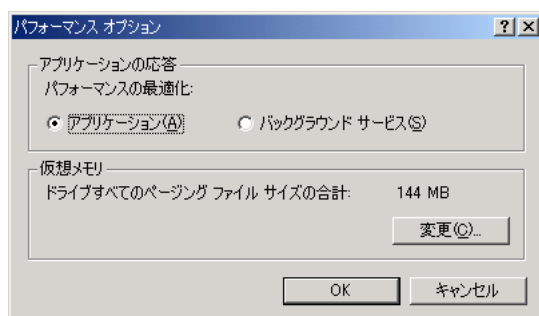 パフォーマンス オプション
アプリケーションの応答
パフォーマンスの最適化:
アプリケーション(A) バックグラウンド サービス(S)
仮想メモリ
ドライブすべてのページング ファイル サイズの合計: 144 MB
変更(C)...
OK キャンセル